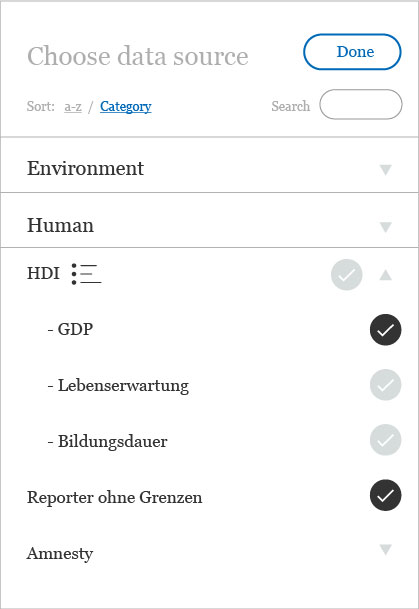 Choose data source
Done
Sort: a-z / Category
Search
Environment
Human
HDI
- GDP
- Lebenserwartung
- Bildungsdauer
Reporter ohne Grenzen
Amnesty